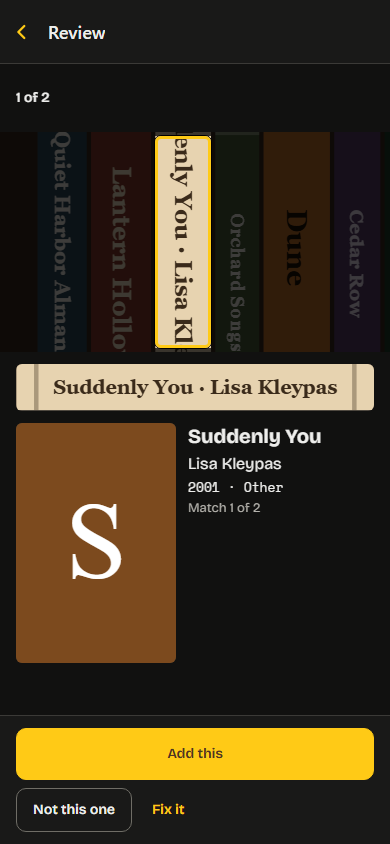 Review
1 of 2
Quiet Harbor Alman
Lantern Hollo
enly You · Lisa Kl
Orchard Songs
Dune
Cedar Row
Suddenly You · Lisa Kleypas
S
Suddenly You
Lisa Kleypas
2001 · Other
Match 1 of 2
Add this
Not this one
Fix it